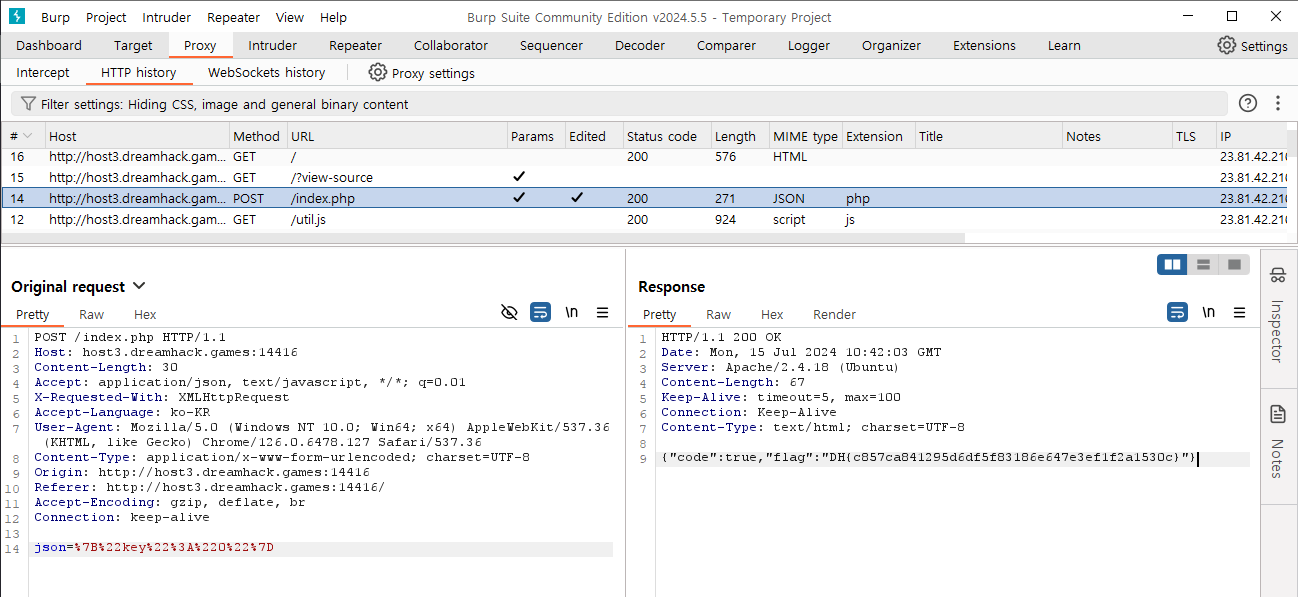 Burp Project Intruder Repeater View Help Burp Suite Community Edition v2024.5.5 - Temporary Project
Dashboard Target Proxy Intruder Repeater Collaborator Sequencer Decoder Comparer Logger Organizer Extensions Learn Settings
Intercept HTTP history WebSockets history Proxy settings
Filter settings: Hiding CSS, image and general binary content
# Host Method URL Params Edited Status code Length MIME type Extension Title Notes TLS IP
16 http://host3.dreamhack.gam... GET / 200 576 HTML 23.81.42.210
15 http://host3.dreamhack.gam... GET /?view-source ✓ 23.81.42.210
14 http://host3.dreamhack.gam... POST /index.php ✓ ✓ 200 271 JSON php 23.81.42.210
12 http://host3.dreamhack.gam... GET /util.js 200 924 script js 23.81.42.210
Original request
Pretty Raw Hex \n
1 POST /index.php HTTP/1.1
2 Host: host3.dreamhack.games:14416
3 Content-Length: 30
4 Accept: application/json, text/javascript, */*; q=0.01
5 X-Requested-With: XMLHttpRequest
6 Accept-Language: ko-KR
7 User-Agent: Mozilla/5.0 (Windows NT 10.0; Win64; x64) AppleWebKit/537.36
(KHTML, like Gecko) Chrome/126.0.6478.127 Safari/537.36
8 Content-Type: application/x-www-form-urlencoded; charset=UTF-8
9 Origin: http://host3.dreamhack.games:14416
10 Referer: http://host3.dreamhack.games:14416/
11 Accept-Encoding: gzip, deflate, br
12 Connection: keep-alive
13
14 json=%7B%22key%22%3A%220%22%7D
Response
Pretty Raw Hex Render \n
1 HTTP/1.1 200 OK
2 Date: Mon, 15 Jul 2024 10:42:03 GMT
3 Server: Apache/2.4.18 (Ubuntu)
4 Content-Length: 67
5 Keep-Alive: timeout=5, max=100
6 Connection: Keep-Alive
7 Content-Type: text/html; charset=UTF-8
8
9 {"code":true,"flag":"DH{c857ca841295d6df5f83186e647e3ef1f2a1530c}"}
Inspector
Notes